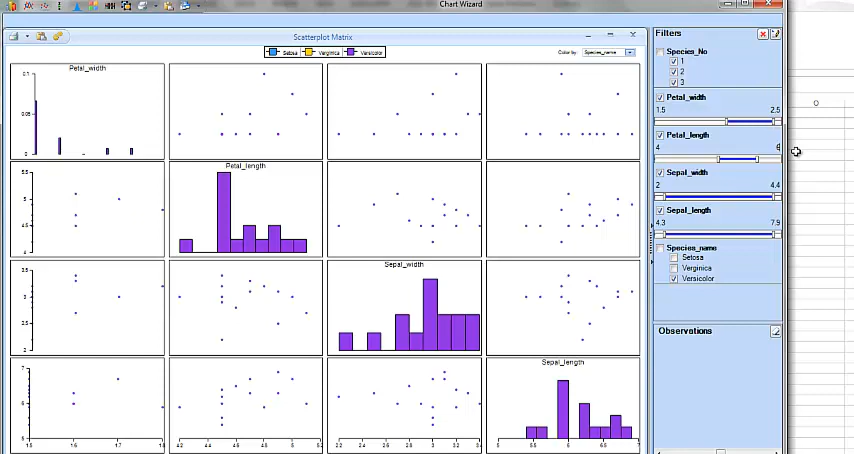 Chart Wizard
Scatterplot Matrix
Setosa Verginica Versicolor
Color by: Species_name
Petal_width
0.1
0.05
0
Petal_length
5.5
5
4.5
4
Sepal_width
3.5
3
2.5
2
Sepal_length
7
6
5
1.5 1.6 1.7 1.8
4.2 4.4 4.6 4.8 5 5.2
2.2 2.4 2.6 2.8 3 3.2 3.4
5 6 7
Filters
Species_No
1
2
3
Petal_width
1.5 2.5
Petal_length
4 6
Sepal_width
2 4.4
Sepal_length
4.3 7.9
Species_name
Setosa
Verginica
Versicolor
Observations